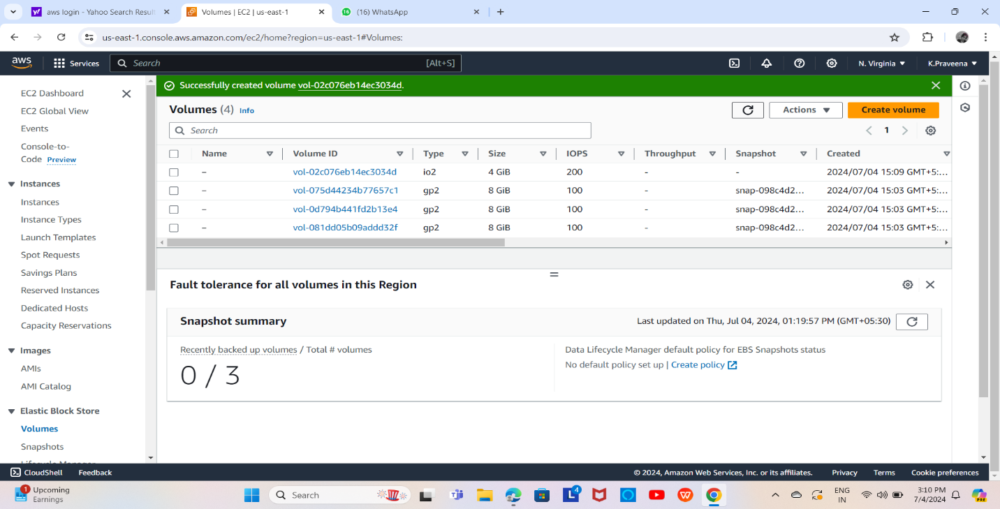 aws login - Yahoo Search Result
Volumes | EC2 | us-east-1
16 (16) WhatsApp
us-east-1.console.aws.amazon.com/ec2/home?region=us-east-1#Volumes:
aws Services Search [Alt+S] N. Virginia K.Praveena
EC2 Dashboard
EC2 Global View
Events
Console-to-
Code Preview
Instances
Instances
Instance Types
Launch Templates
Spot Requests
Savings Plans
Reserved Instances
Dedicated Hosts
Capacity Reservations
Images
AMIs
AMI Catalog
Elastic Block Store
Volumes
Snapshots
Lifecycle Manager
Successfully created volume vol-02c076eb14ec3034d.
Volumes (4) Info
Actions Create volume
Search
1
Name Volume ID Type Size IOPS Throughput Snapshot Created
– vol-02c076eb14ec3034d io2 4 GiB 200 - - 2024/07/04 15:09 GMT+5:...
– vol-075d44234b77657c1 gp2 8 GiB 100 - snap-098c4d2... 2024/07/04 15:03 GMT+5:...
– vol-0d794b441fd2b13e4 gp2 8 GiB 100 - snap-098c4d2... 2024/07/04 15:03 GMT+5:...
– vol-081dd05b09addd32f gp2 8 GiB 100 - snap-098c4d2... 2024/07/04 15:03 GMT+5:...
Fault tolerance for all volumes in this Region
Snapshot summary
Last updated on Thu, Jul 04, 2024, 01:19:57 PM (GMT+05:30)
Recently backed up volumes / Total # volumes
0 / 3
Data Lifecycle Manager default policy for EBS Snapshots status
No default policy set up | Create policy
CloudShell Feedback © 2024, Amazon Web Services, Inc. or its affiliates. Privacy Terms Cookie preferences
1 Upcoming
Earnings
Search
L 4
W
ENG
IN
3:10 PM
7/4/2024
PRE